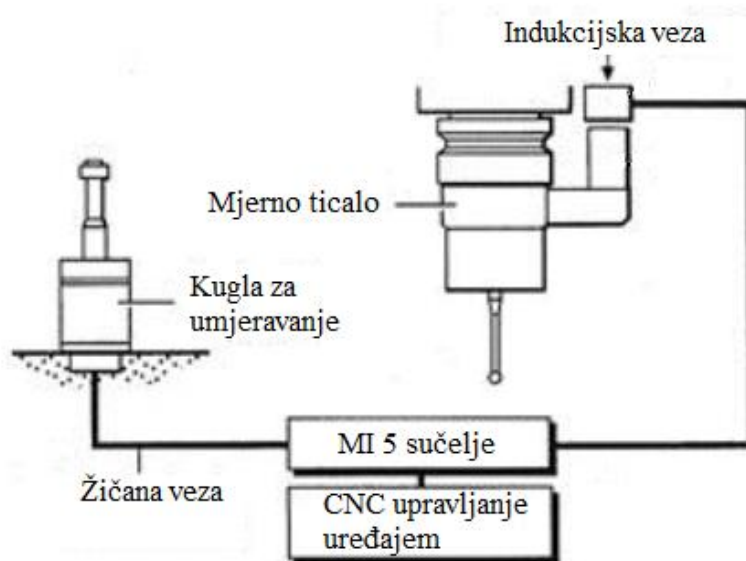 Indukcijska veza
Mjerno ticalo
Kugla za
umjeravanje
MI 5 sučelje
Žičana veza
CNC upravljanje
uređajem